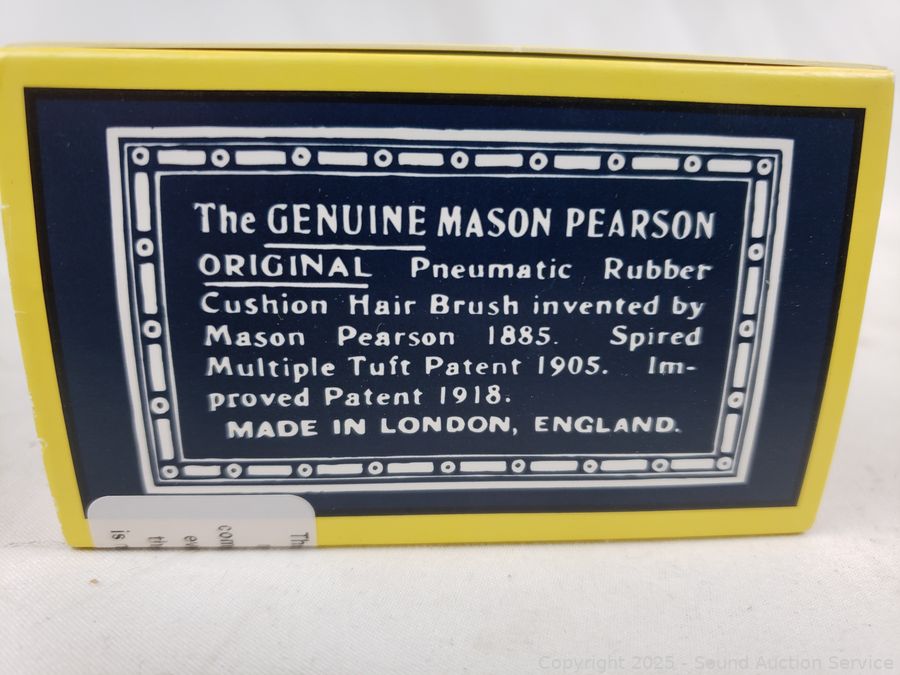 The GENUINE MASON PEARSON
ORIGINAL Pneumatic Rubber
Cushion Hair Brush invented by
Mason Pearson 1885. Spired
Multiple Tuft Patent 1905. Im-
proved Patent 1918.
MADE IN LONDON, ENGLAND.
Copyright 2025 - Sound Auction Service